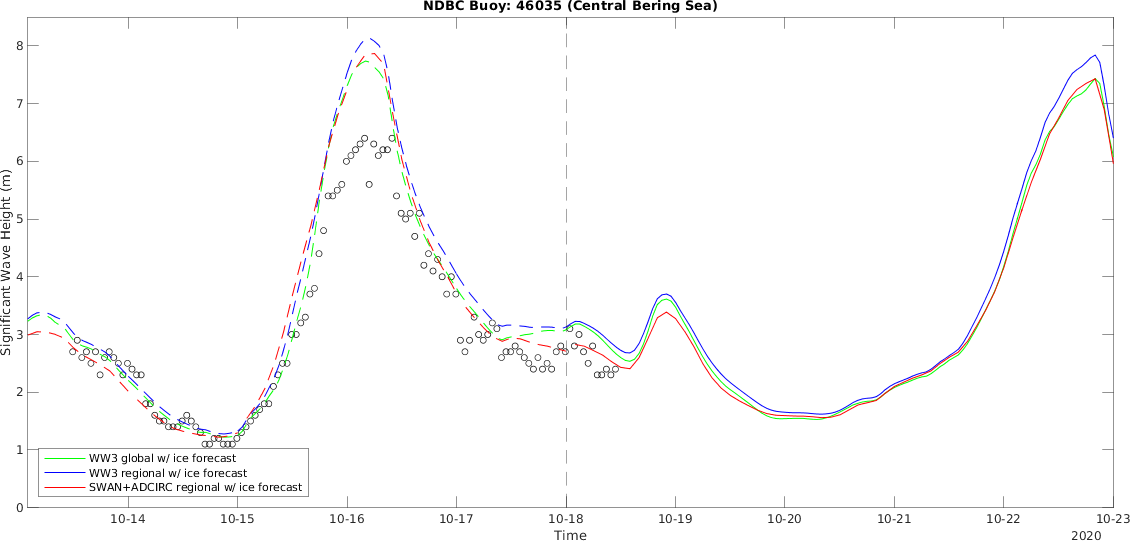 NDBC Buoy: 46035 (Central Bering Sea)
8
7
6
5
4
3
2
1
0
Significant Wave Height (m)
WW3 global w/ ice forecast
WW3 regional w/ ice forecast
SWAN+ADCIRC regional w/ ice forecast
10-14 10-15 10-16 10-17 10-18 10-19 10-20 10-21 10-22 10-23
Time
2020